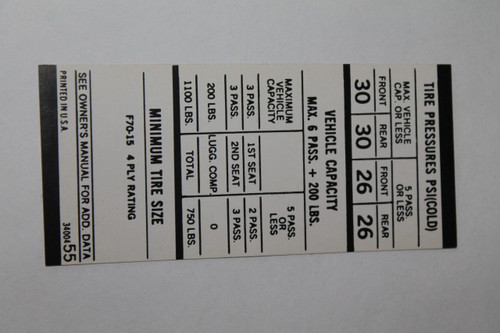 TIRE PRESSURES PSI(COLD)
MAX. VEHICLE
CAP. OR LESS
5 PASS.
OR LESS
FRONT REAR FRONT REAR
30 30 26 26
VEHICLE CAPACITY
MAX. 6 PASS. + 200 LBS.
MAXIMUM
VEHICLE
CAPACITY
5 PASS.
OR
LESS
3 PASS. 1ST SEAT 2 PASS.
3 PASS. 2ND SEAT 3 PASS.
200 LBS. LUGG. COMP. 0
1100 LBS. TOTAL 750 LBS.
MINIMUM TIRE SIZE
F70-15 4 PLY RATING
SEE OWNER'S MANUAL FOR ADD. DATA
PRINTED IN U.S.A. 3400455